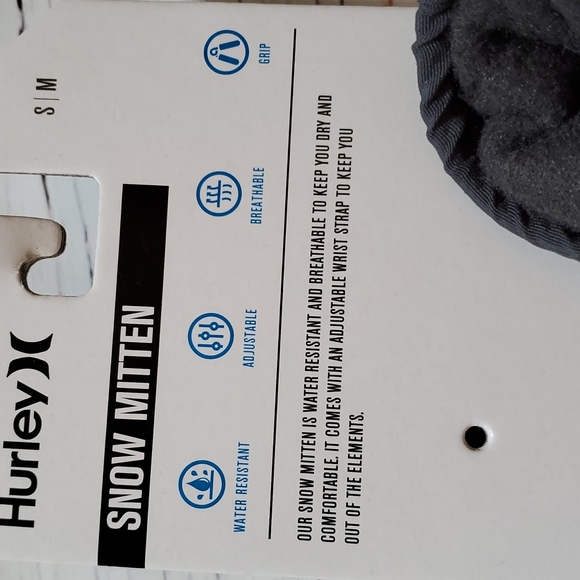 Hurley
S|M
SNOW MITTEN
WATER RESISTANT
ADJUSTABLE
BREATHABLE
GRIP
OUR SNOW MITTEN IS WATER RESISTANT AND BREATHABLE TO KEEP YOU DRY AND
COMFORTABLE. IT COMES WITH AN ADJUSTABLE WRIST STRAP TO KEEP YOU
OUT OF THE ELEMENTS.